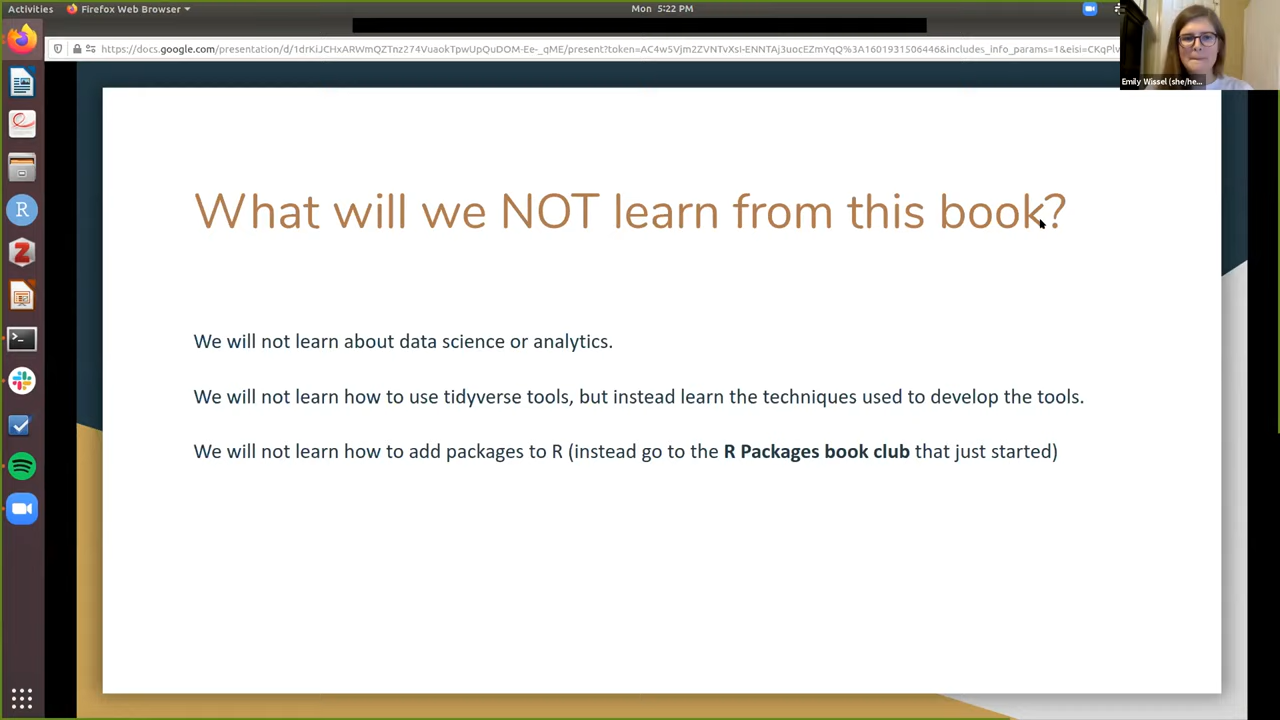 Activities
Firefox Web Browser
Mon 5:22 PM
Emily Wissel (she/he...
What will we NOT learn from this book?
We will not learn about data science or analytics.
We will not learn how to use tidyverse tools, but instead learn the techniques used to develop the tools.
We will not learn how to add packages to R (instead go to the R Packages book club that just started)
R
Z